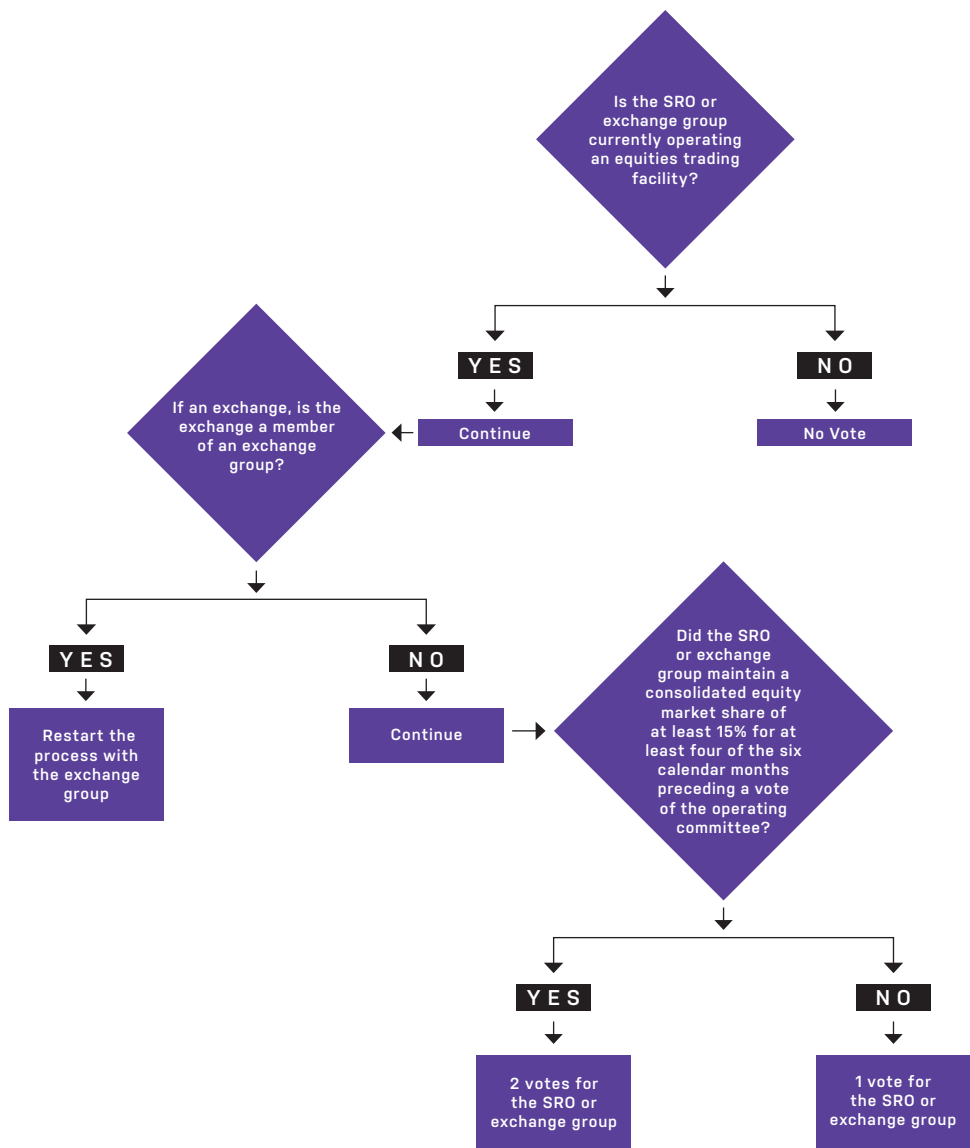 Is the SRO or
exchange group
currently operating
an equities trading
facility?
YES
NO
Continue
No Vote
If an exchange, is the
exchange a member
of an exchange
group?
YES
NO
Restart the
process with
the exchange
group
Continue
Did the SRO
or exchange
group maintain a
consolidated equity
market share of
at least 15% for at
least four of the six
calendar months
preceding a vote
of the operating
committee?
YES
NO
2 votes for
the SRO or
exchange group
1 vote for
the SRO or
exchange group